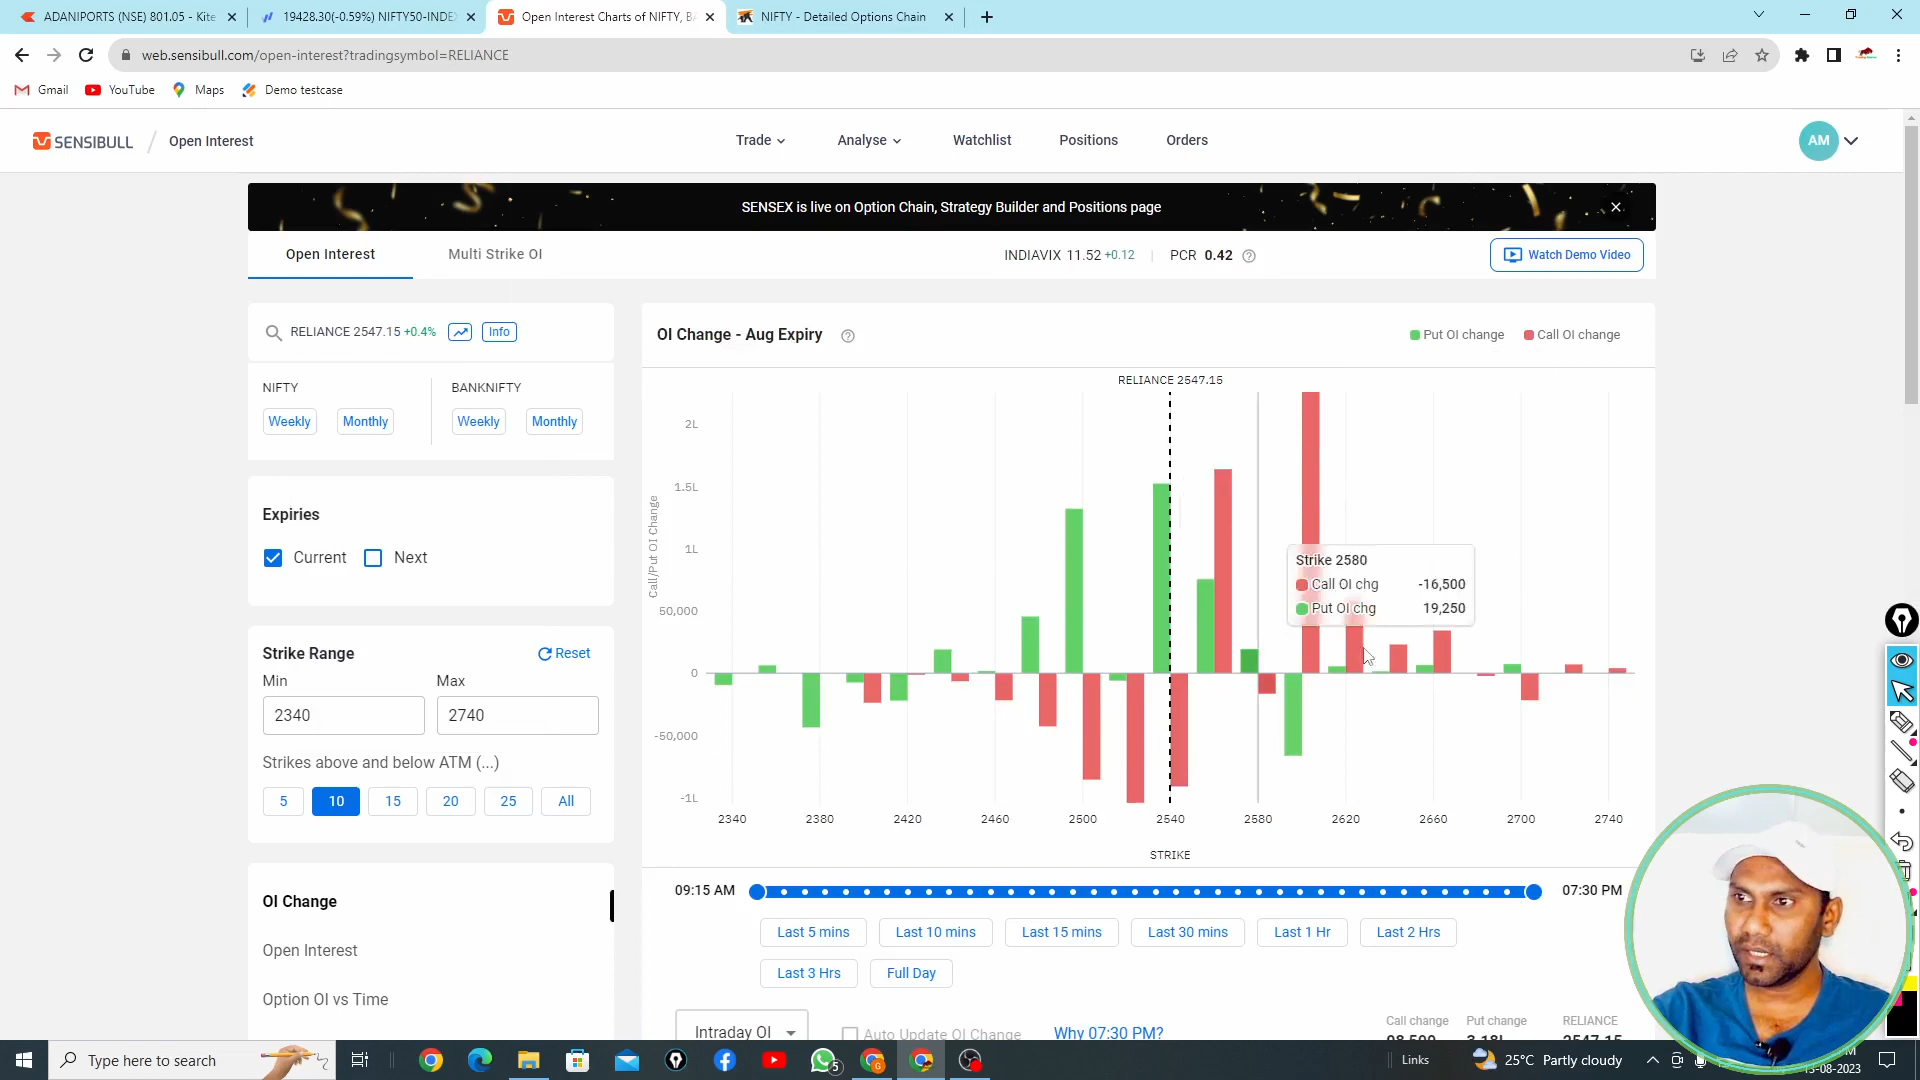 ADANIPORTS (NSE) 801.05 - Kite
19428.30(-0.59%) NIFTY50-INDEX
Open Interest Charts of NIFTY, BA
NIFTY - Detailed Options Chain
web.sensibull.com/open-interest?tradingsymbol=RELIANCE
Gmail
YouTube
Maps
Demo testcase
SENSIBULL
Open Interest
Trade
Analyse
Watchlist
Positions
Orders
AM
SENSEX is live on Option Chain, Strategy Builder and Positions page
Open Interest
Multi Strike OI
INDIAVIX 11.52 +0.12
PCR 0.42
Watch Demo Video
RELIANCE 2547.15 +0.4%
Info
NIFTY
Weekly
Monthly
BANKNIFTY
Weekly
Monthly
Expiries
Current
Next
Strike Range
Reset
Min
Max
2340
2740
Strikes above and below ATM (...)
5
10
15
20
25
All
OI Change
Open Interest
Option OI vs Time
OI Change - Aug Expiry
Put OI change
Call OI change
RELIANCE 2547.15
Call/Put OI Change
2L
1.5L
1L
50,000
0
-50,000
-1L
Strike 2580
Call OI chg -16,500
Put OI chg 19,250
2340 2380 2420 2460 2500 2540 2580 2620 2660 2700 2740
STRIKE
09:15 AM
07:30 PM
Last 5 mins
Last 10 mins
Last 15 mins
Last 30 mins
Last 1 Hr
Last 2 Hrs
Last 3 Hrs
Full Day
Intraday OI
Auto Update OI Change
Why 07:30 PM?
Call change
Put change
RELIANCE
98,500
3.18L
2547.15
Type here to search
5
Links
25°C Partly cloudy
-08-2023